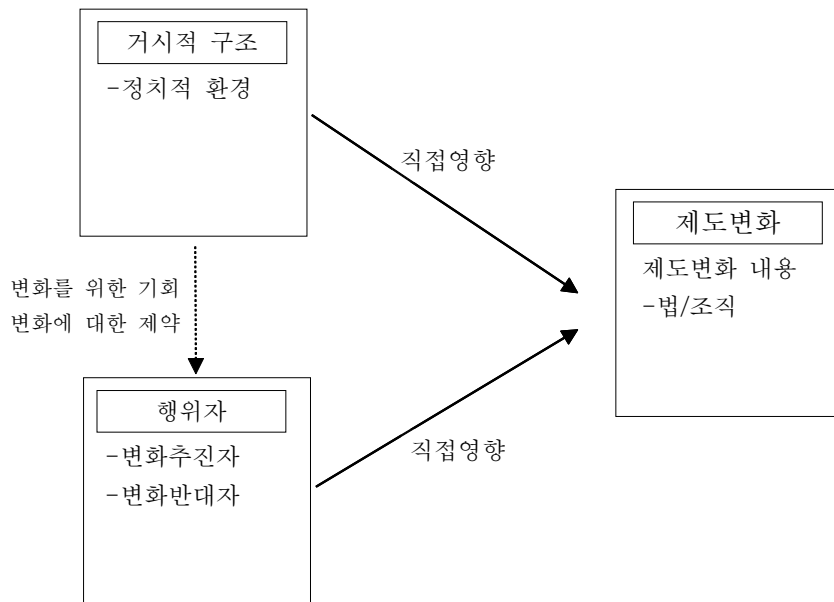 거시적 구조
-정치적 환경
직접영향
제도변화
제도변화 내용
-법/조직
변화를 위한 기회
변화에 대한 제약
행위자
-변화추진자
-변화반대자
직접영향